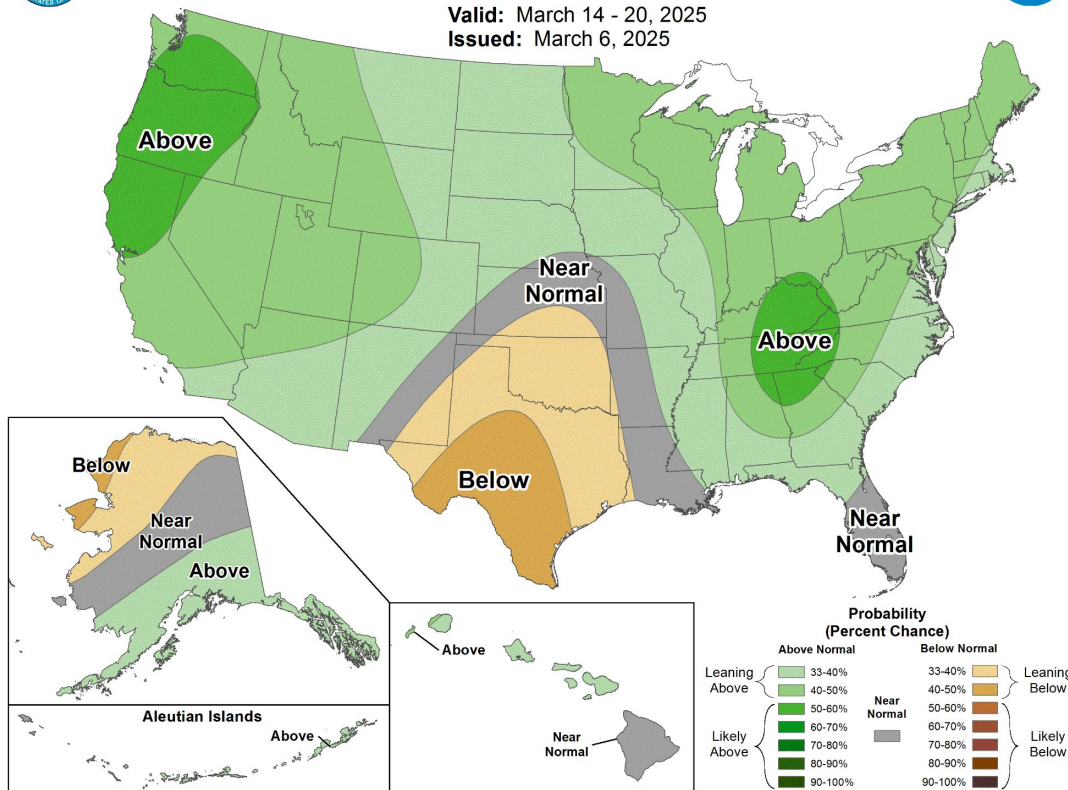 TATES OF
Valid: March 14 - 20, 2025
Issued: March 6, 2025
Above
Near
Normal
Above
Below
Near
Normal
Below
Near
Normal
Above
Above
Near
Normal
Aleutian Islands
Above
Probability
(Percent Chance)
Above Normal
Below Normal
Leaning
Above
33-40%
40-50%
Likely
Above
50-60%
60-70%
70-80%
80-90%
90-100%
Near
Normal
33-40%
40-50%
Leaning
Below
50-60%
60-70%
70-80%
80-90%
90-100%
Likely
Below